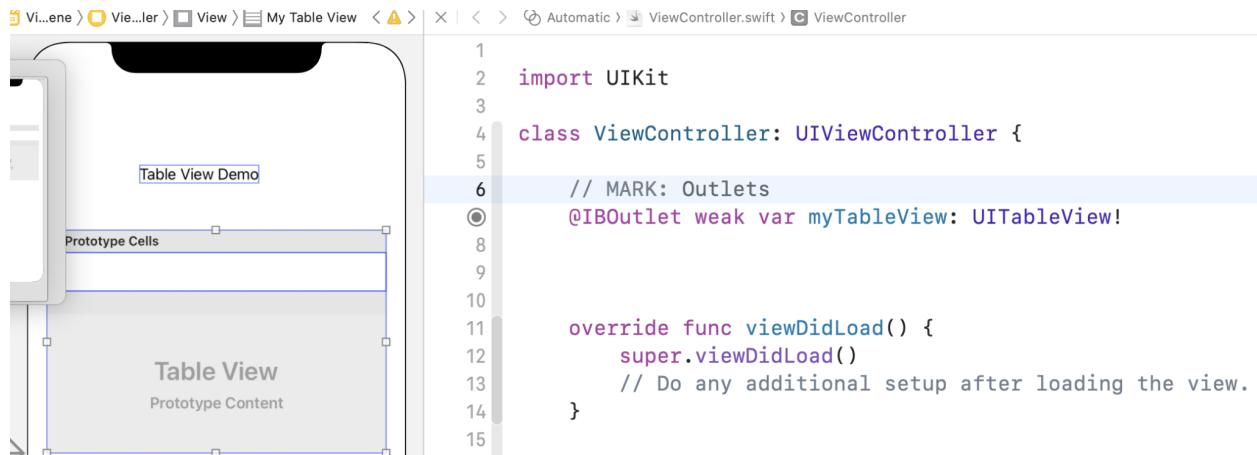 Vi...ene 〉 Vie...ler 〉 View 〉 My Table View < >
Automatic 〉 ViewController.swift 〉 C ViewController
Table View Demo
Prototype Cells
Table View
Prototype Content
1
2 import UIKit
3
4 class ViewController: UIViewController {
5
6 // MARK: Outlets
@IBOutlet weak var myTableView: UITableView!
8
9
10
11 override func viewDidLoad() {
12 super.viewDidLoad()
13 // Do any additional setup after loading the view.
14 }
15